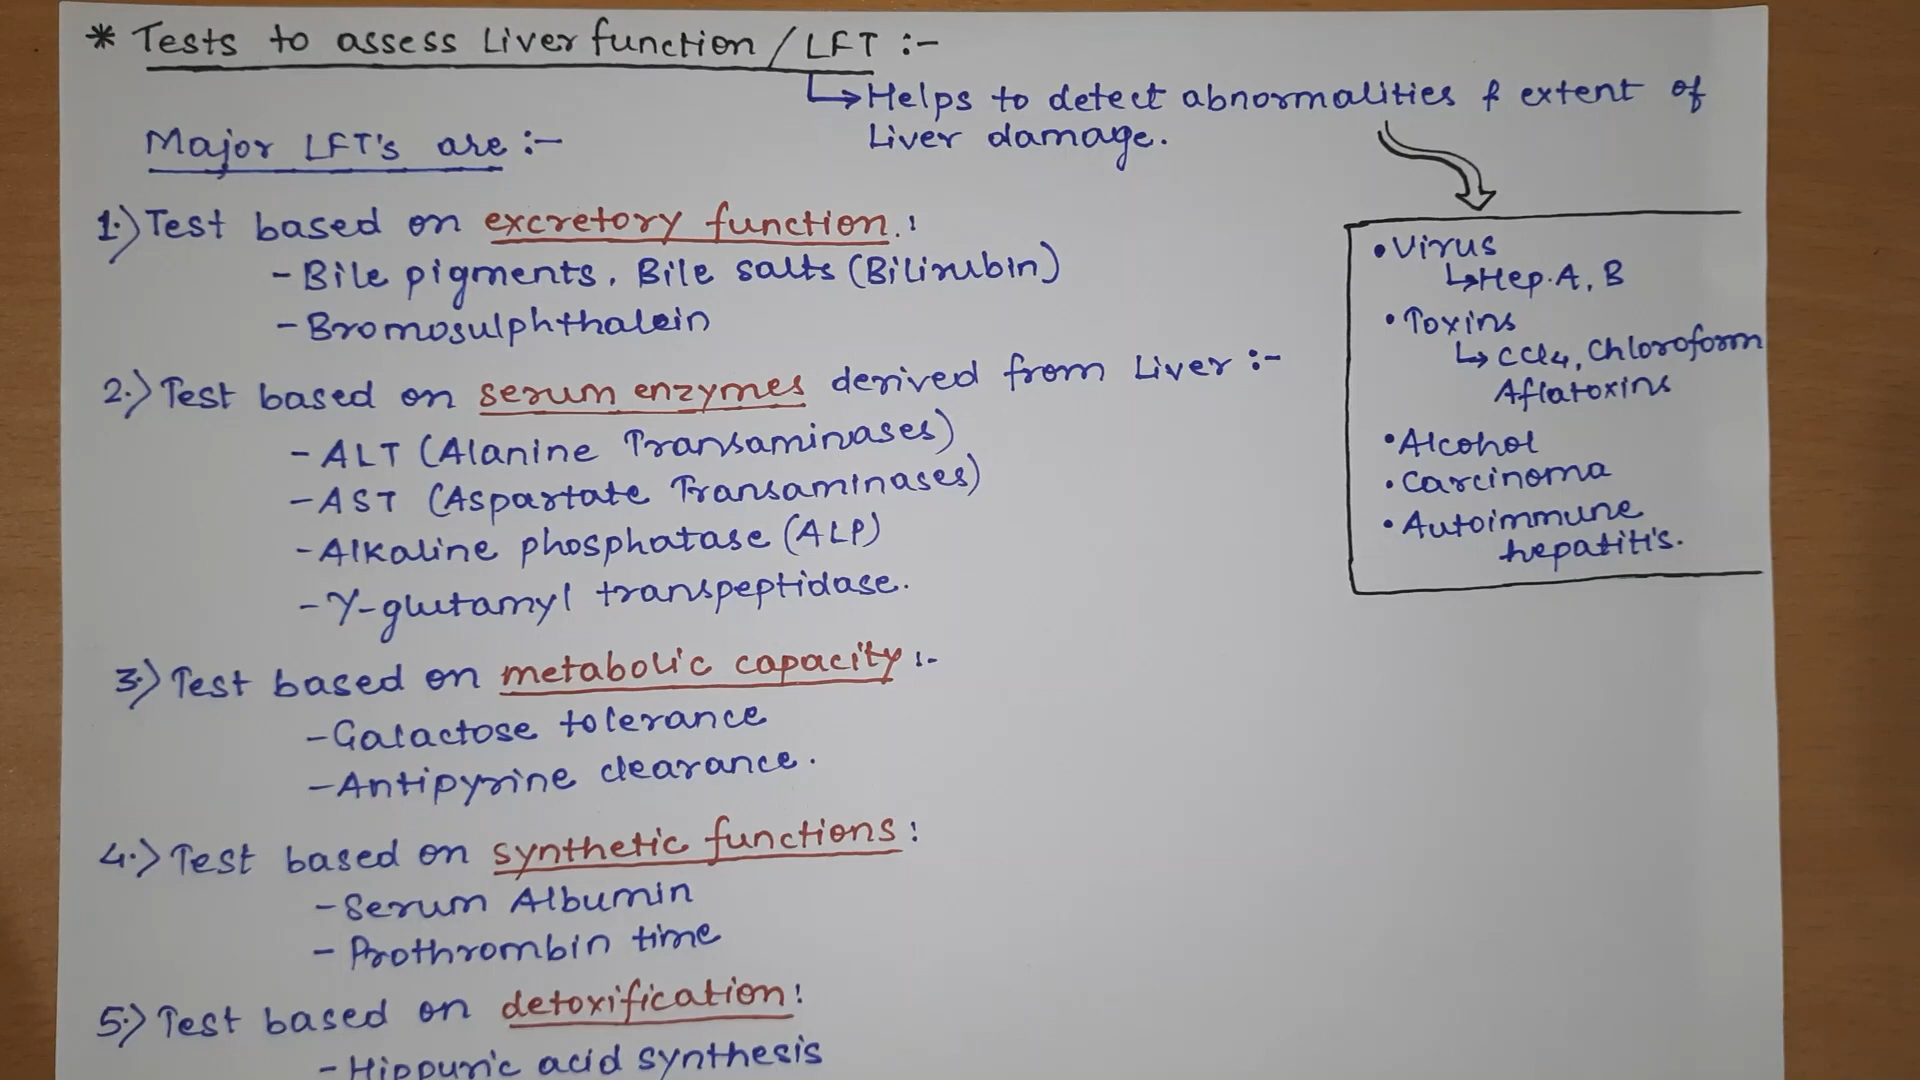 * Tests to assess Liver function / LFT :-
↳ Helps to detect abnormalities & extent of
Liver damage.
Major LFT's are :-
1.) Test based on excretory function. :
- Bile pigments, Bile salts (Bilirubin)
- Bromosulphthalein
2.) Test based on serum enzymes derived from Liver :-
- ALT (Alanine Transaminases)
- AST (Aspartate Transaminases)
- Alkaline phosphatase (ALP)
- γ-glutamyl transpeptidase.
3.) Test based on metabolic capacity :-
- Galactose tolerance
- Antipyrine clearance.
4.) Test based on synthetic functions :
- Serum Albumin
- Prothrombin time
5.) Test based on detoxification :
- Hippuric acid synthesis
• Virus
↳ Hep. A, B
• Toxins
↳ CCl4, Chloroform
Aflatoxins
• Alcohol
• Carcinoma
• Autoimmune
hepatitis.